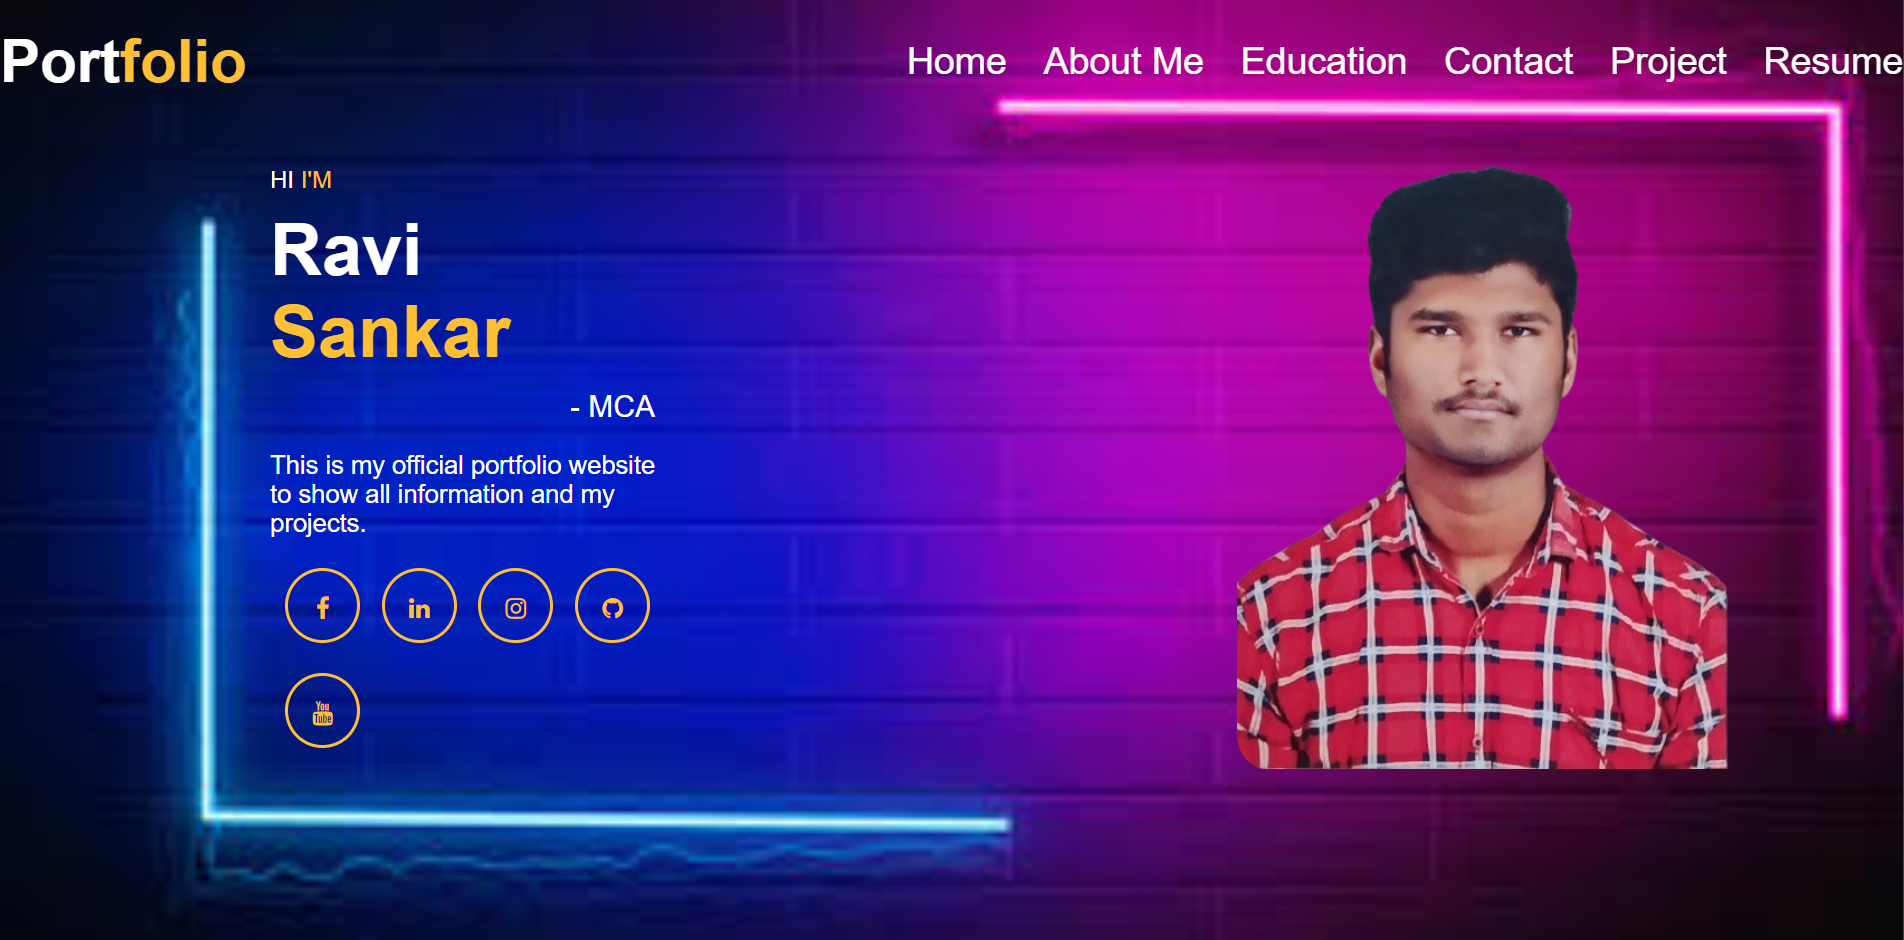 Portfolio
Home About Me Education Contact Project Resume
HI I'M
Ravi
Sankar
- MCA
This is my official portfolio website
to show all information and my
projects.
You
Tube